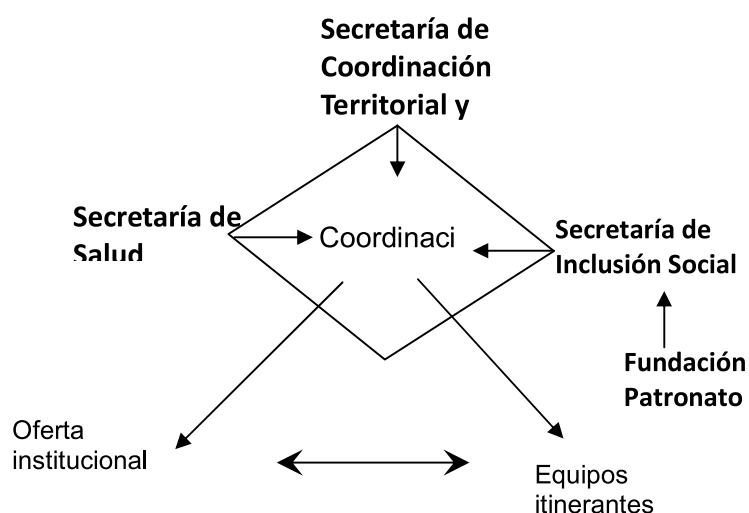 Secretaría de
Coordinación
Territorial y
Secretaría de
Salud
Coordinaci
Secretaría de
Inclusión Social
Fundación
Patronato
Oferta
institucional
Equipos
itinerantes